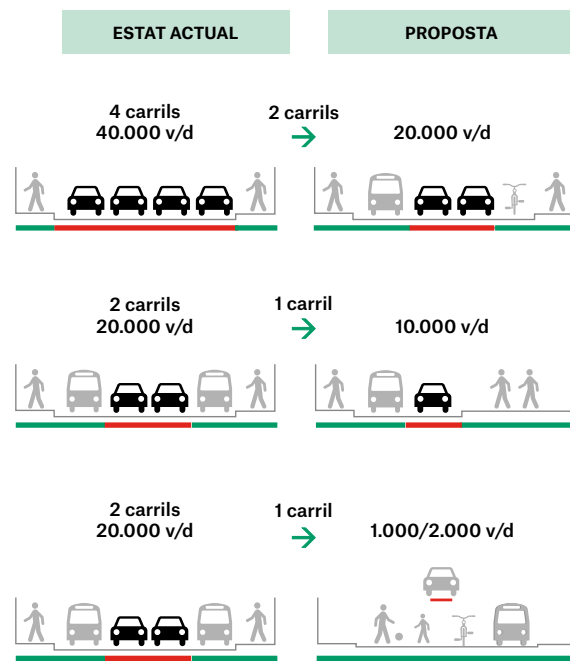 ESTAT ACTUAL
PROPOSTA
4 carrils
40.000 v/d
2 carrils
20.000 v/d
2 carrils
20.000 v/d
1 carril
10.000 v/d
2 carrils
20.000 v/d
1 carril
1.000/2.000 v/d